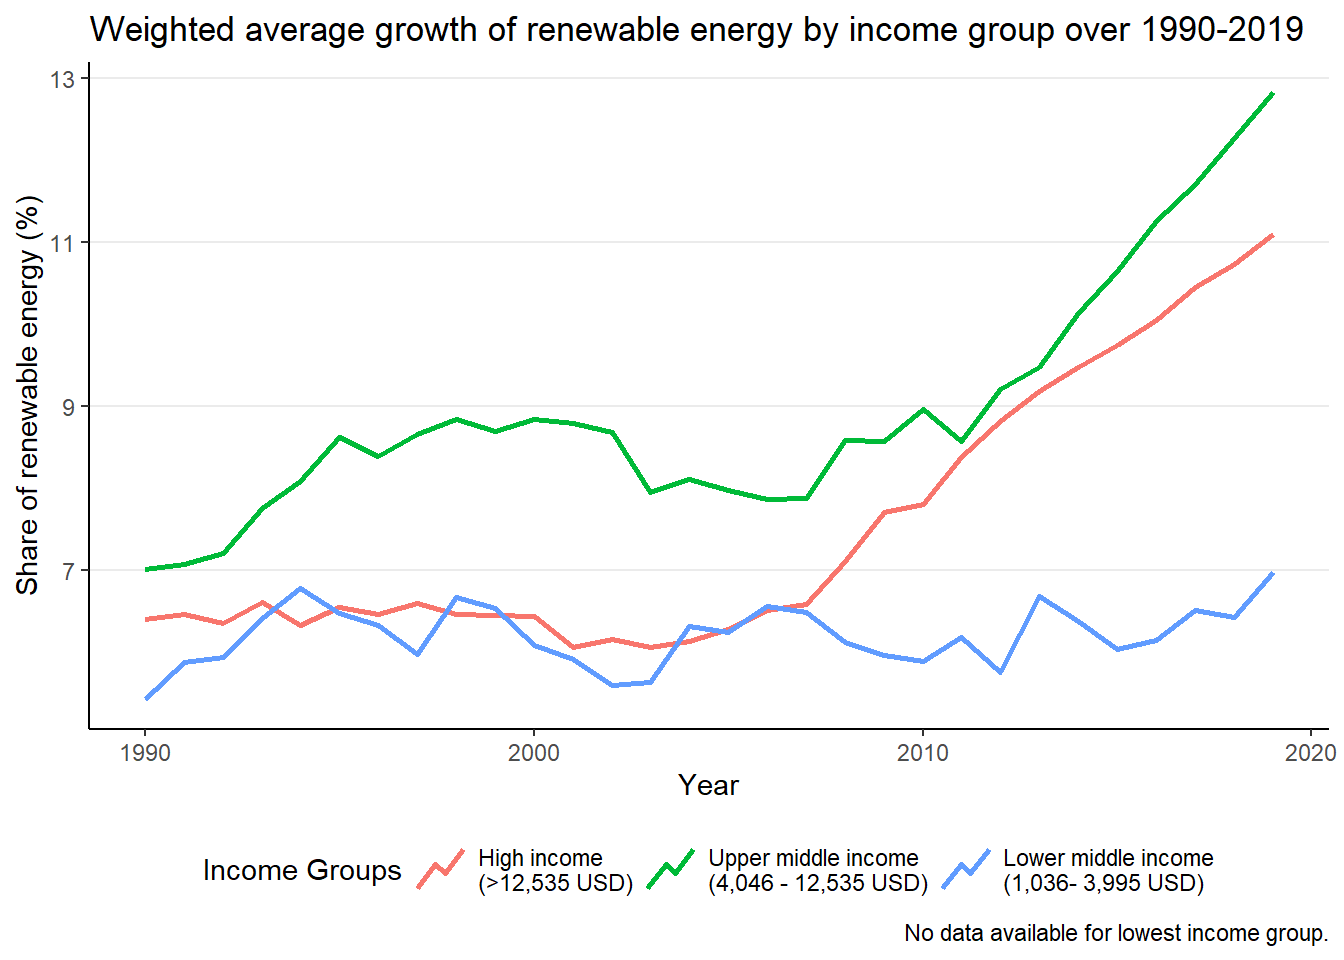 Weighted average growth of renewable energy by income group over 1990-2019
Share of renewable energy (%)
13
11
9
7
1990
2000
2010
2020
Year
Income Groups
High income
(>12,535 USD)
Upper middle income
(4,046 - 12,535 USD)
Lower middle income
(1,036- 3,995 USD)
No data available for lowest income group.